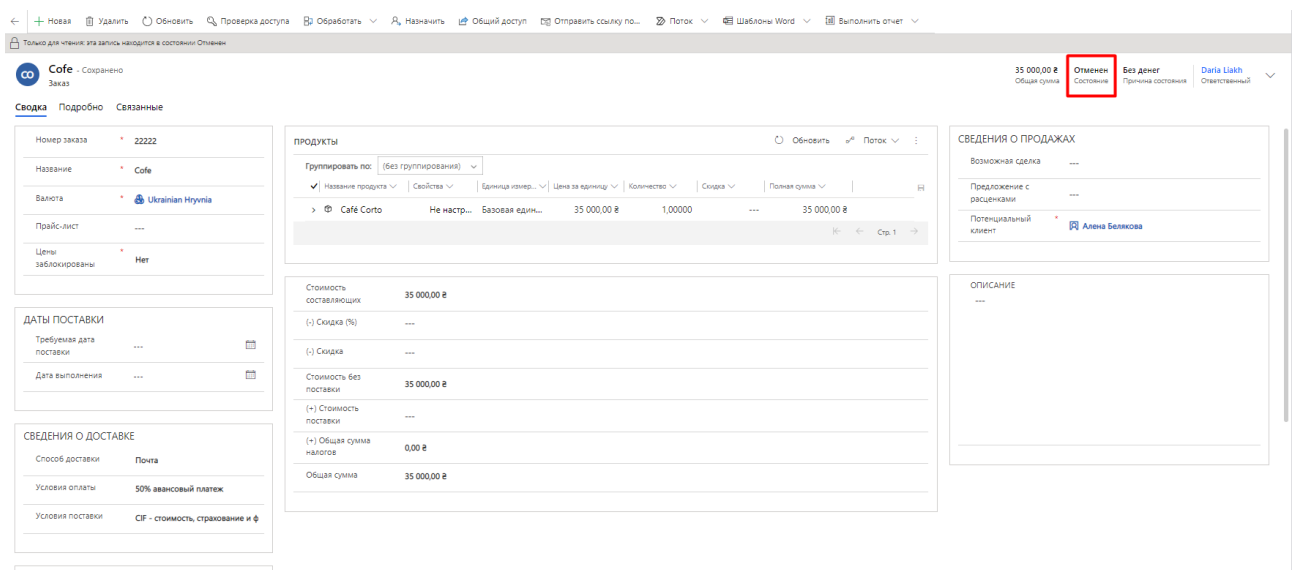 Новая Удалить Обновить Проверка доступа Обработать Назначить Общий доступ Отправить ссылку по... Поток Шаблоны Word Выполнить отчет
Только для чтения: эта запись находится в состоянии Отменен
Cofe - Сохранено
Заказ
35 000,00 ₴ Отменен Без денег Daria Liakh
Общая сумма Состояние Причина состояния Ответственный
Сводка Подробно Связанные
Номер заказа * 22222
Название * Cofe
Валюта * Ukrainian Hryvnia
Прайс-лист ---
Цены
заблокированы * Нет
ДАТЫ ПОСТАВКИ
Требуемая дата
поставки ---
Дата выполнения ---
СВЕДЕНИЯ О ДОСТАВКЕ
Способ доставки Почта
Условия оплаты 50% авансовый платеж
Условия поставки CIF - стоимость, страхование и ф
ПРОДУКТЫ Обновить Поток
Группировать по: (без группирования)
Название продукта Свойства Единица измер... Цена за единицу Количество Скидка Полная сумма
Café Corto Не настр... Базовая един... 35 000,00 ₴ 1,00000 --- 35 000,00 ₴
Стр. 1
Стоимость
составляющих 35 000,00 ₴
(-) Скидка (%) ---
(-) Скидка ---
Стоимость без
поставки 35 000,00 ₴
(+) Стоимость
поставки ---
(+) Общая сумма
налогов 0,00 ₴
Общая сумма 35 000,00 ₴
СВЕДЕНИЯ О ПРОДАЖАХ
Возможная сделка ---
Предложение с
расценками ---
Потенциальный
клиент * Алена Белякова
ОПИСАНИЕ
---